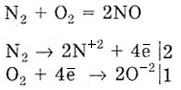 N₂ + O₂ = 2NO
N₂ → 2N⁺² + 4ē |2
O₂ + 4ē → 2O⁻² |1